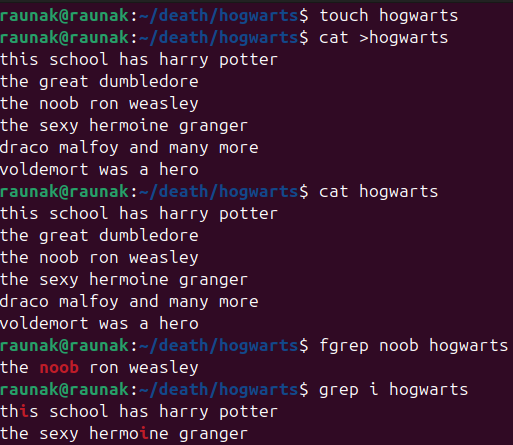 raunak@raunak:~/death/hogwarts$ touch hogwarts
raunak@raunak:~/death/hogwarts$ cat >hogwarts
this school has harry potter
the great dumbledore
the noob ron weasley
the sexy hermoine granger
draco malfoy and many more
voldemort was a hero
raunak@raunak:~/death/hogwarts$ cat hogwarts
this school has harry potter
the great dumbledore
the noob ron weasley
the sexy hermoine granger
draco malfoy and many more
voldemort was a hero
raunak@raunak:~/death/hogwarts$ fgrep noob hogwarts
the noob ron weasley
raunak@raunak:~/death/hogwarts$ grep i hogwarts
this school has harry potter
the sexy hermoine granger